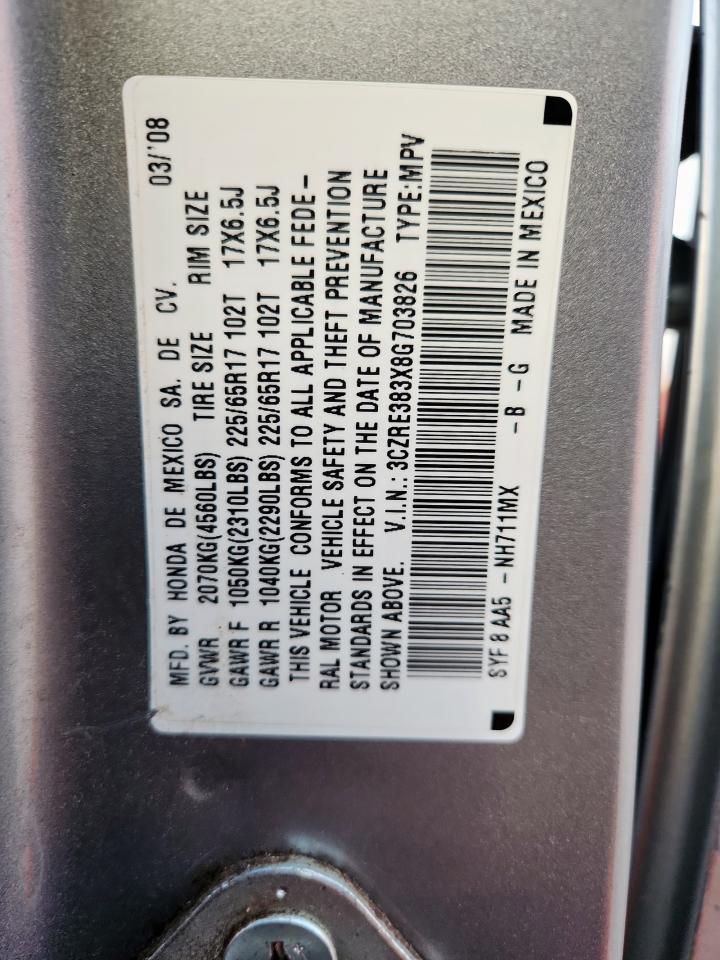 MFD. BY HONDA DE MEXICO SA. DE CV. 03/'08
GVWR 2070KG(4560LBS) TIRE SIZE RIM SIZE
GAWR F 1050KG(2310LBS) 225/65R17 102T 17X6.5J
GAWR R 1040KG(2290LBS) 225/65R17 102T 17X6.5J
THIS VEHICLE CONFORMS TO ALL APPLICABLE FEDE-
RAL MOTOR VEHICLE SAFETY AND THEFT PREVENTION
STANDARDS IN EFFECT ON THE DATE OF MANUFACTURE
SHOWN ABOVE. V.I.N.: 3CZRE383X8G703826 TYPE:MPV
SYF 8 AA5 -NH711MX -B -G MADE IN MEXICO